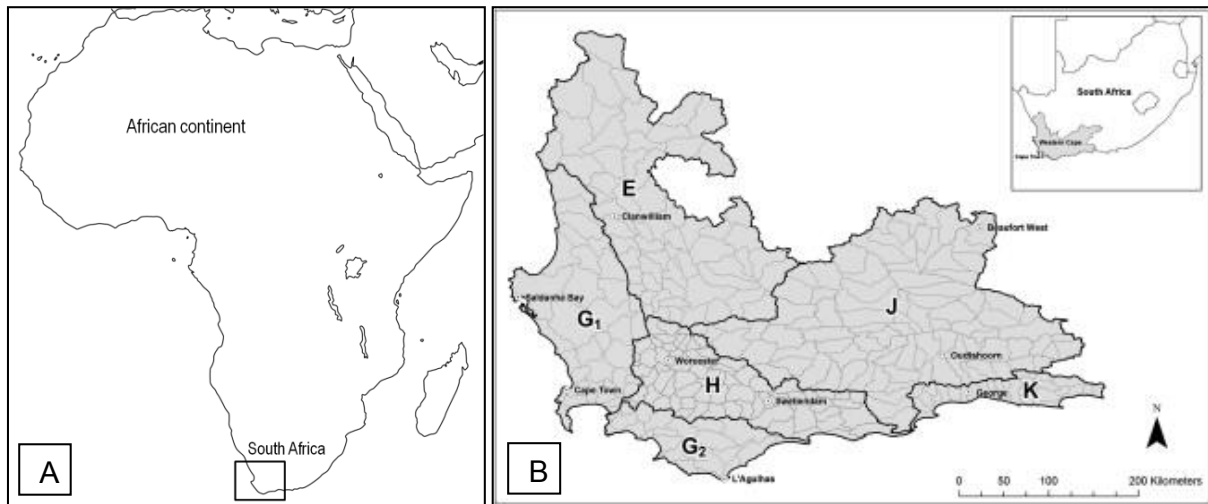 African continent
South Africa
A
E
Clanwilliam
Beaufort West
Saldanha Bay
G1
J
Worcester
Oudtshoorn
Cape Town
H
Swellendam
George
K
G2
L'Agulhas
B
South Africa
Western Cape
Cape Town
N
0 50 100 200 Kilometers